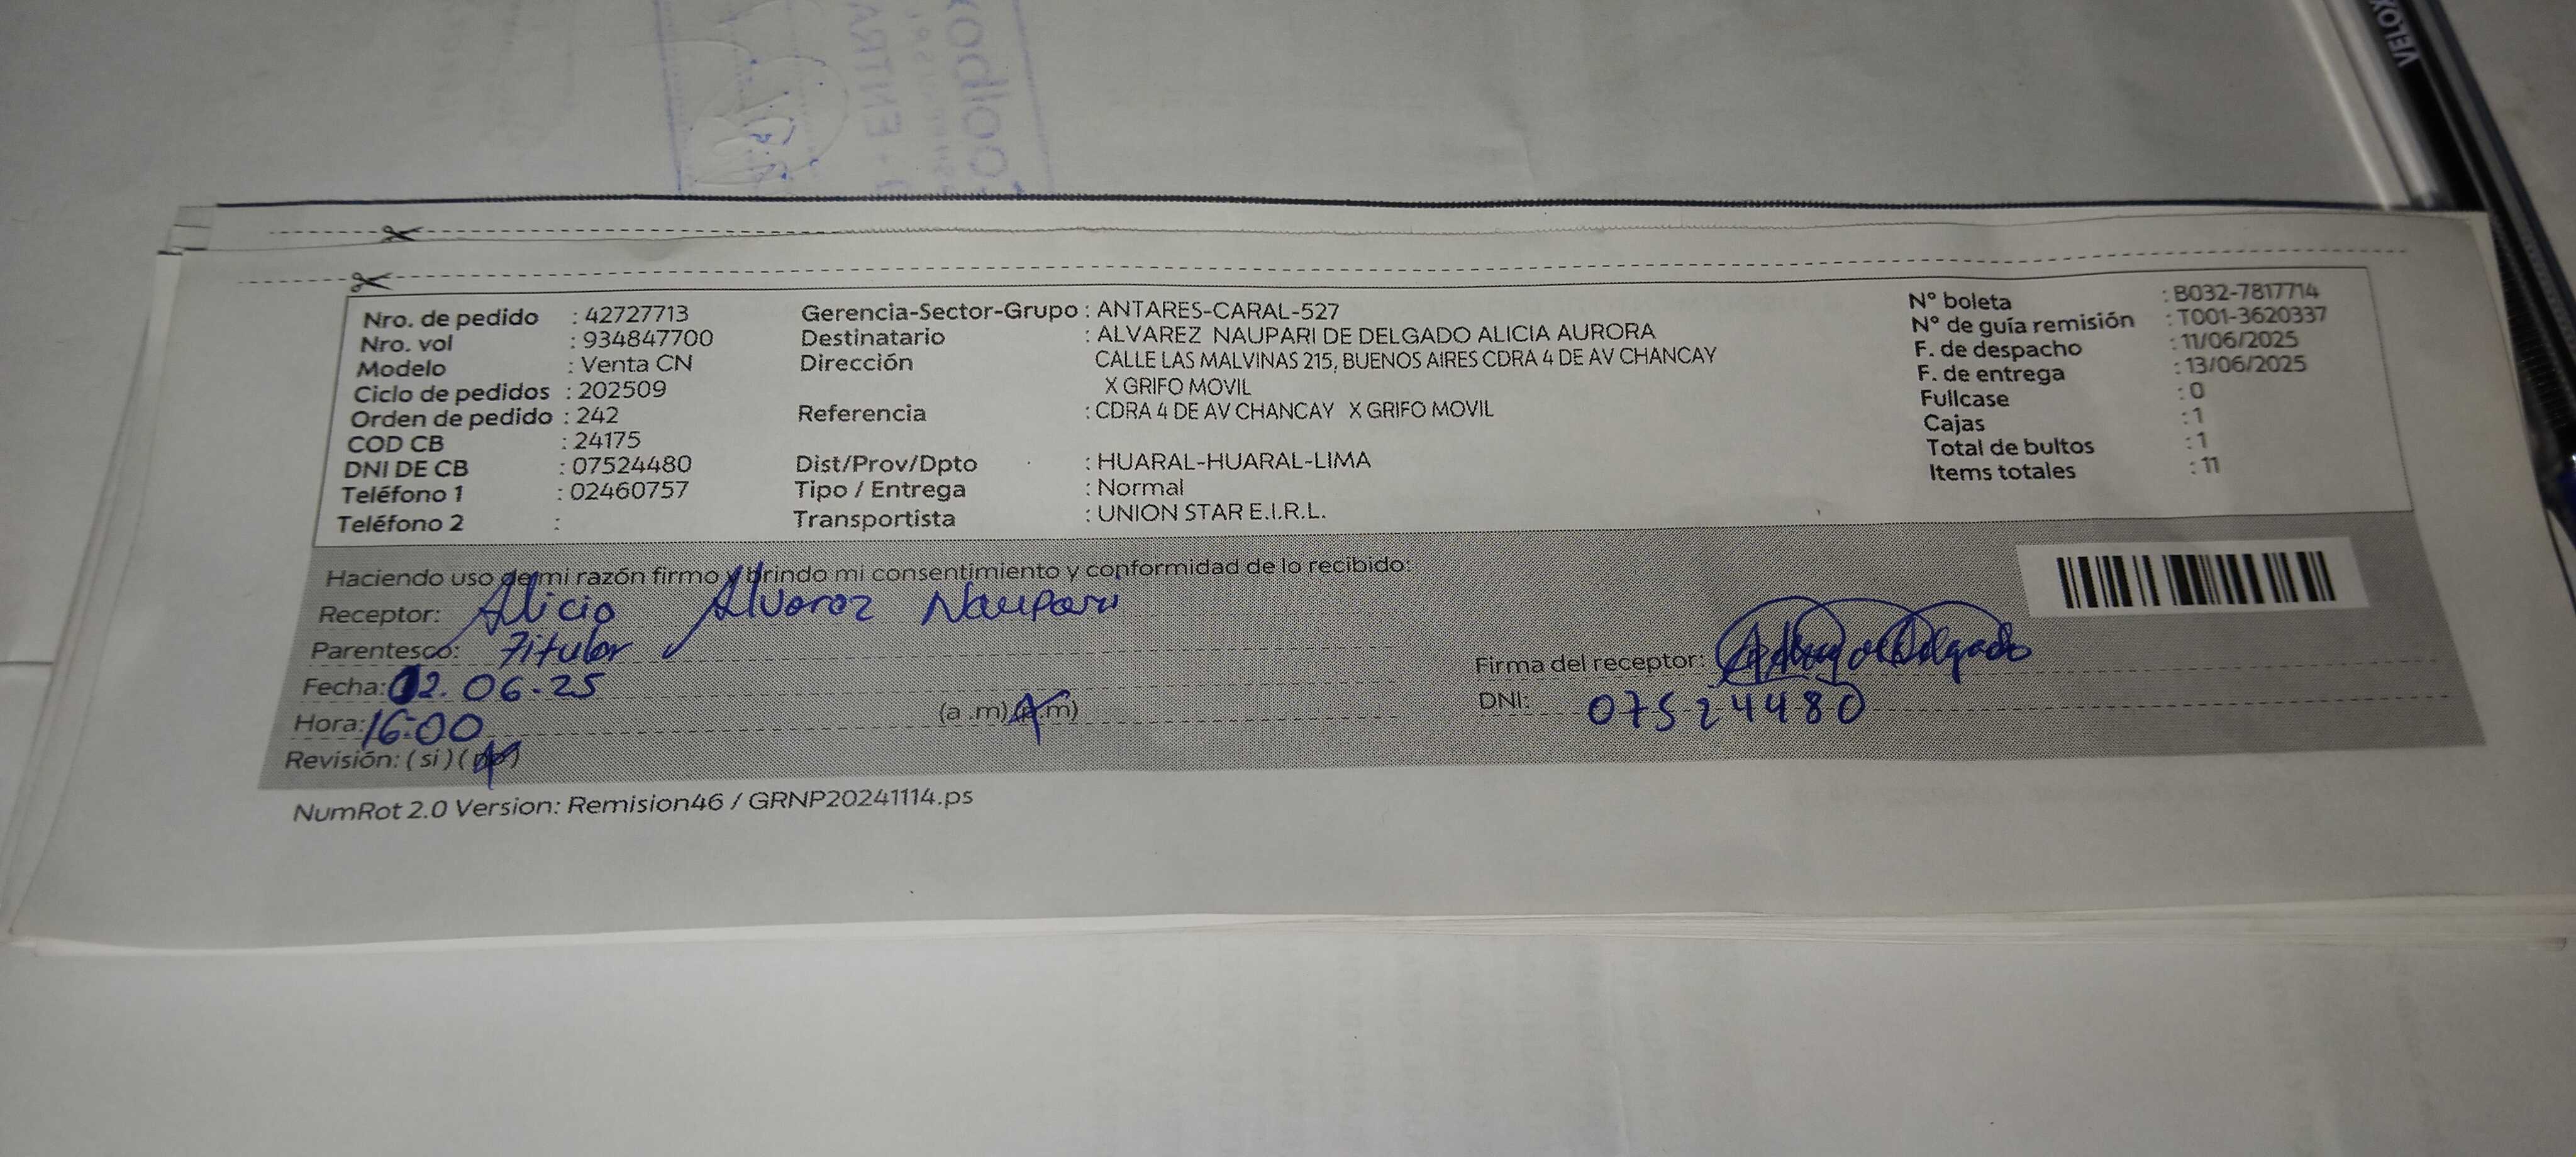 VELOX
Nro. de pedido : 42727713
Nro. vol : 934847700
Modelo : Venta CN
Ciclo de pedidos : 202509
Orden de pedido : 242
COD CB : 24175
DNI DE CB : 07524480
Teléfono 1 : 02460757
Teléfono 2 :
Gerencia-Sector-Grupo : ANTARES-CARAL-527
Destinatario : ALVAREZ NAUPARI DE DELGADO ALICIA AURORA
Dirección CALLE LAS MALVINAS 215, BUENOS AIRES CDRA 4 DE AV CHANCAY
X GRIFO MOVIL
Referencia : CDRA 4 DE AV CHANCAY X GRIFO MOVIL
Dist/Prov/Dpto : HUARAL-HUARAL-LIMA
Tipo / Entrega : Normal
Transportista : UNION STAR E.I.R.L.
N° boleta : B032-7817714
N° de guía remisión : T001-3620337
F. de despacho : 11/06/2025
F. de entrega : 13/06/2025
Fullcase : 0
Cajas : 1
Total de bultos : 1
Items totales : 11
Haciendo uso de mi razón firmo y brindo mi consentimiento y conformidad de lo recibido:
Receptor: Alicia Alvarez Naupari
Parentesco: Titular
Fecha: 12.06.25
Hora: 16:00 (a .m) (p.m)
Revisión: (si) (no)
Firma del receptor: Delgado
DNI: 07524480
NumRot 2.0 Version: Remision46 / GRNP20241114.ps